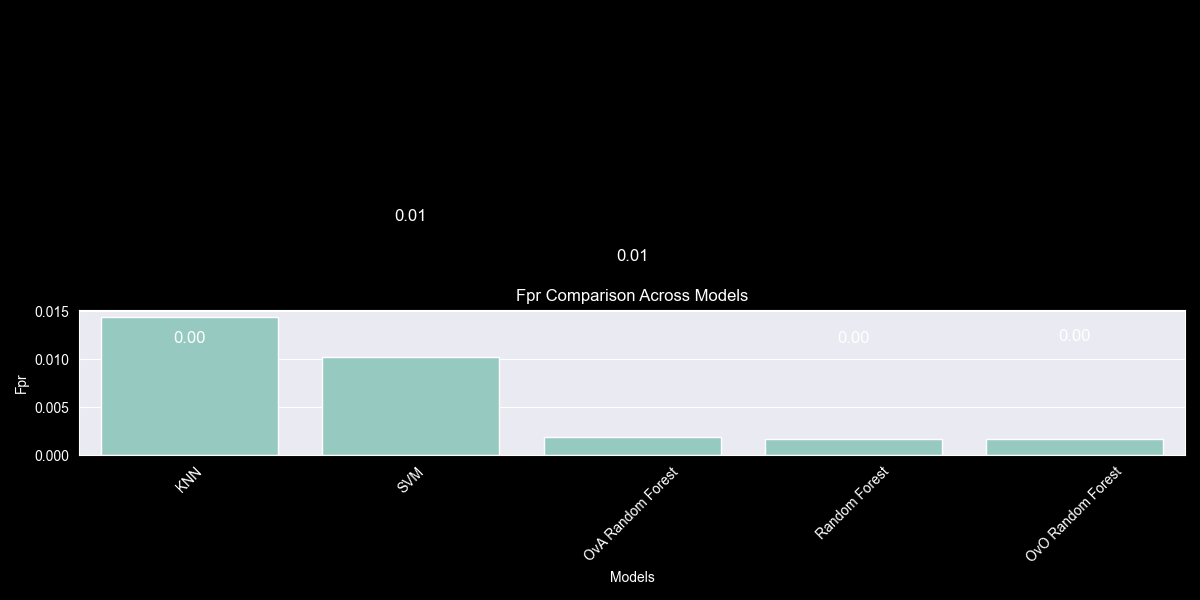 0.01
0.01
Fpr Comparison Across Models
0.015
0.010
0.005
0.000
Fpr
0.00
0.00
0.00
KNN
SVM
OvA Random Forest
Random Forest
OvO Random Forest
Models